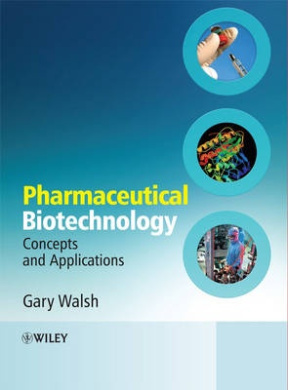 Pharmaceutical
Biotechnology
Concepts
and Applications
Gary Walsh
WILEY